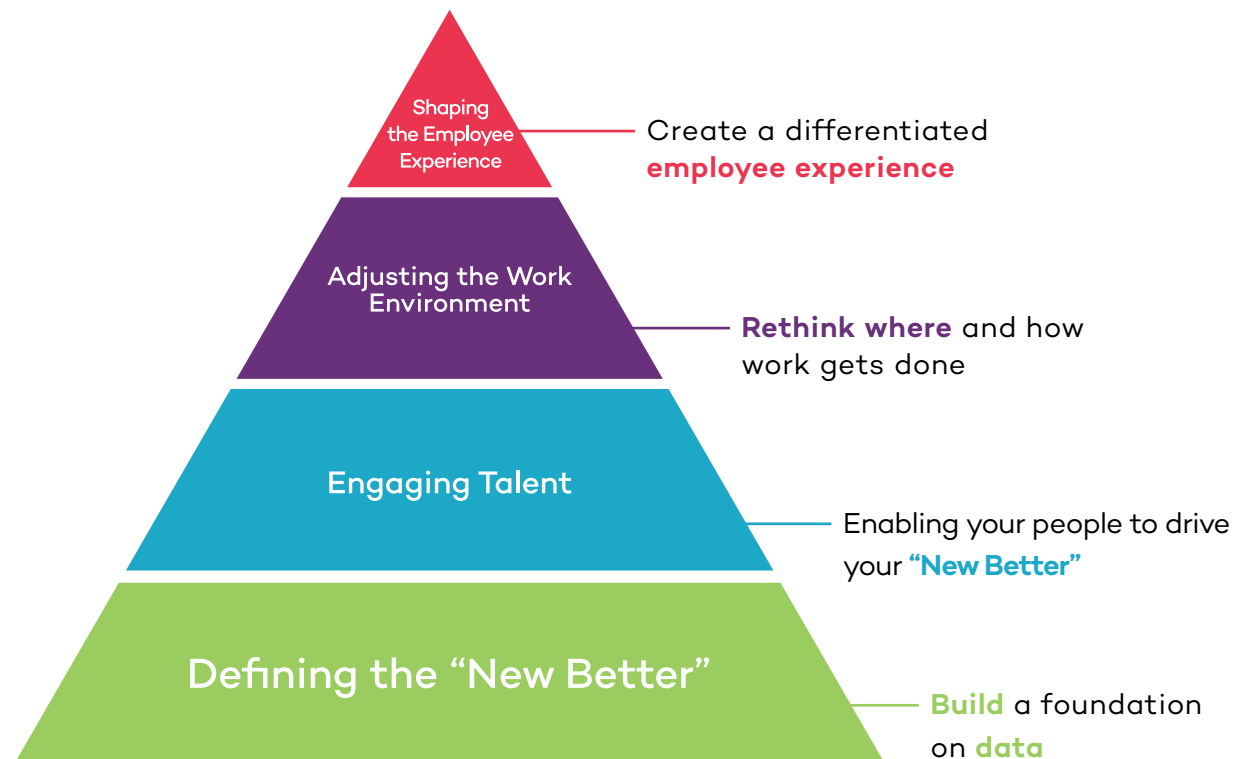 Shaping
the Employee
Experience
Create a differentiated
employee experience
Adjusting the Work
Environment
Rethink where and how
work gets done
Engaging Talent
Enabling your people to drive
your “New Better”
Defining the “New Better”
Build a foundation
on data